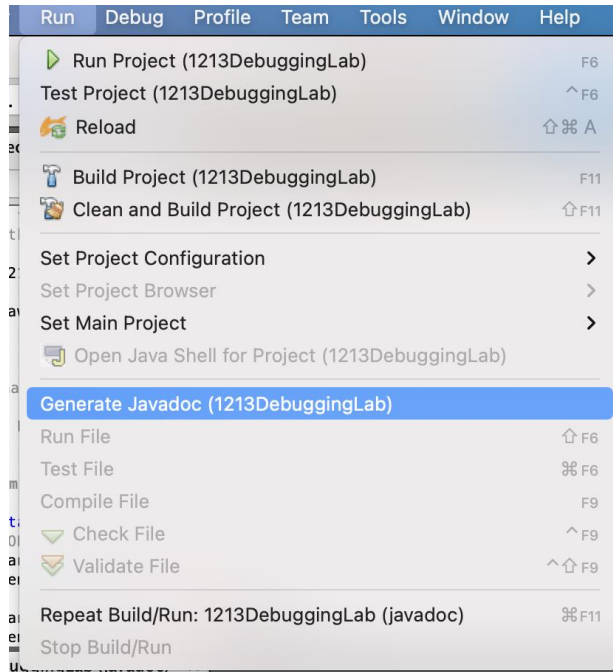 Run Debug Profile Team Tools Window Help
Run Project (1213DebuggingLab) F6
Test Project (1213DebuggingLab) ^F6
Reload ⇧⌘ A
Build Project (1213DebuggingLab) F11
Clean and Build Project (1213DebuggingLab) ⇧F11
Set Project Configuration >
Set Project Browser >
Set Main Project >
Open Java Shell for Project (1213DebuggingLab)
Generate Javadoc (1213DebuggingLab)
Run File ⇧F6
Test File ⌘F6
Compile File F9
Check File ^F9
Validate File ^⇧F9
Repeat Build/Run: 1213DebuggingLab (javadoc) ⌘F11
Stop Build/Run